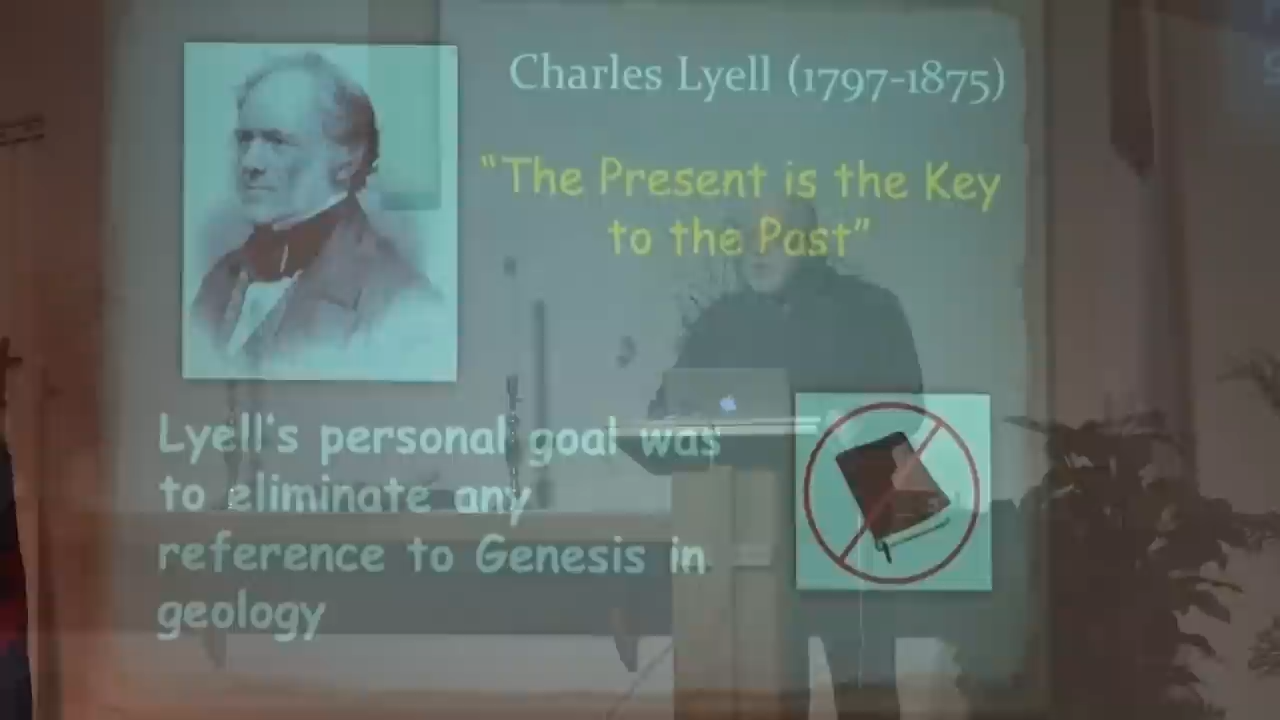 Charles Lyell (1797-1875)
“The Present is the Key
to the Past”
Lyell's personal goal was
to eliminate any
reference to Genesis in
geology